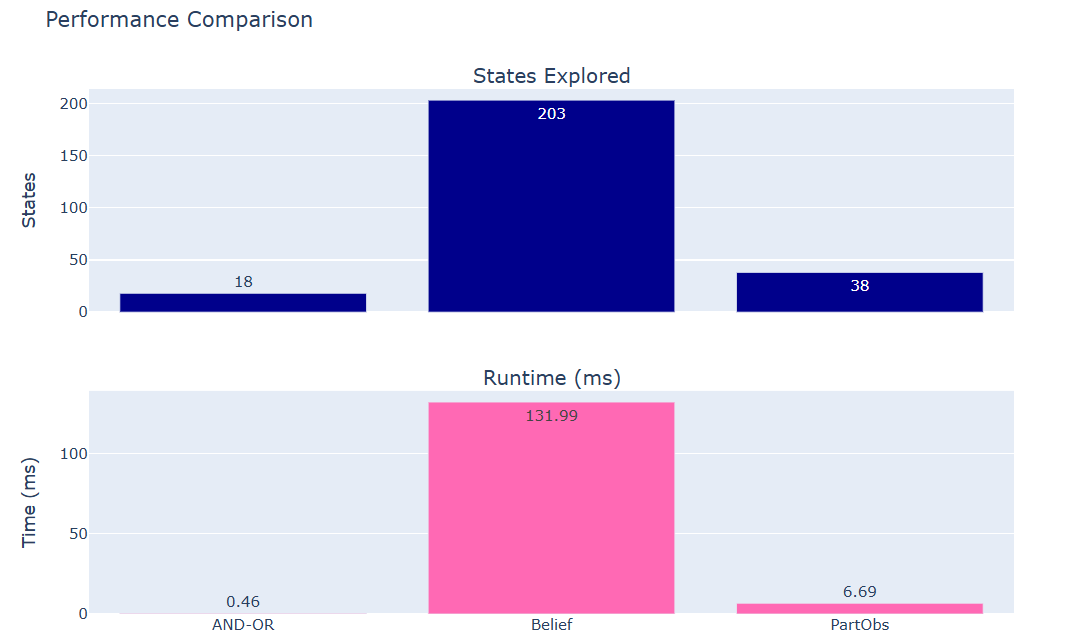 Performance Comparison
States Explored
200
150
100
50
0
States
18
203
38
Runtime (ms)
100
50
0
Time (ms)
0.46
131.99
6.69
AND-OR
Belief
PartObs